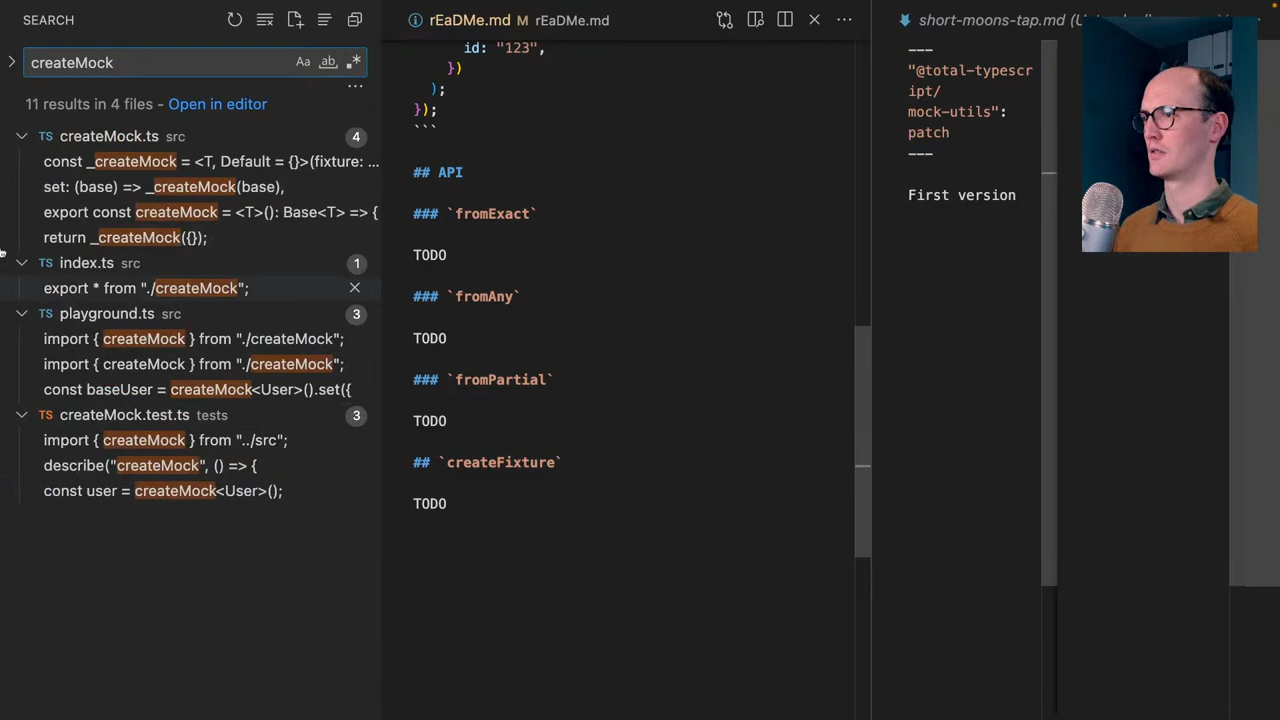 SEARCH
createMock
Aa ab .*
11 results in 4 files - Open in editor
TS createMock.ts src 4
const _createMock = <T, Default = {}>(fixture: ...
set: (base) => _createMock(base),
export const createMock = <T>(): Base<T> => {
return _createMock({});
TS index.ts src 1
export * from "./createMock";
TS playground.ts src 3
import { createMock } from "./createMock";
import { createMock } from "./createMock";
const baseUser = createMock<User>().set({
TS createMock.test.ts tests 3
import { createMock } from "../src";
describe("createMock", () => {
const user = createMock<User>();
rEaDMe.md M rEaDMe.md
id: "123",
})
);
});
```
## API
### `fromExact`
TODO
### `fromAny`
TODO
### `fromPartial`
TODO
## `createFixture`
TODO
short-moons-tap.md
---
"@total-typescr
ipt/
mock-utils":
patch
---
First version